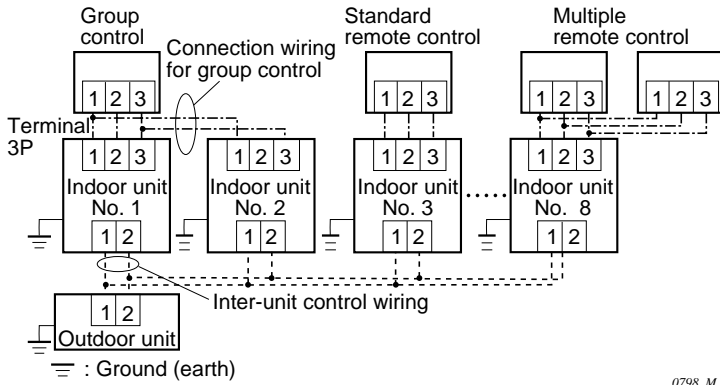 Group
control
Standard
remote control
Multiple
remote control
Connection wiring
for group control
1 2 3
1 2 3
1 2 3
1 2 3
Terminal
3P
1 2 3
1 2 3
1 2 3
1 2 3
Indoor unit
No. 1
Indoor unit
No. 2
Indoor unit
No. 3
Indoor unit
No. 8
1 2
1 2
1 2
1 2
Inter-unit control wiring
1 2
Outdoor unit
: Ground (earth)
0798_M